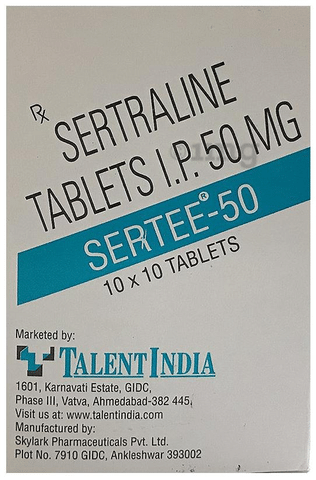 Rx SERTRALINE
TABLETS I.P. 50 MG
SERTEE®-50
10 x 10 TABLETS
Marketed by:
TALENTINDIA
1601, Karnavati Estate, GIDC,
Phase III, Vatva, Ahmedabad-382 445.
Visit us at: www.talentindia.com
Manufactured by:
Skylark Pharmaceuticals Pvt. Ltd.
Plot No. 7910 GIDC, Ankleshwar 393002